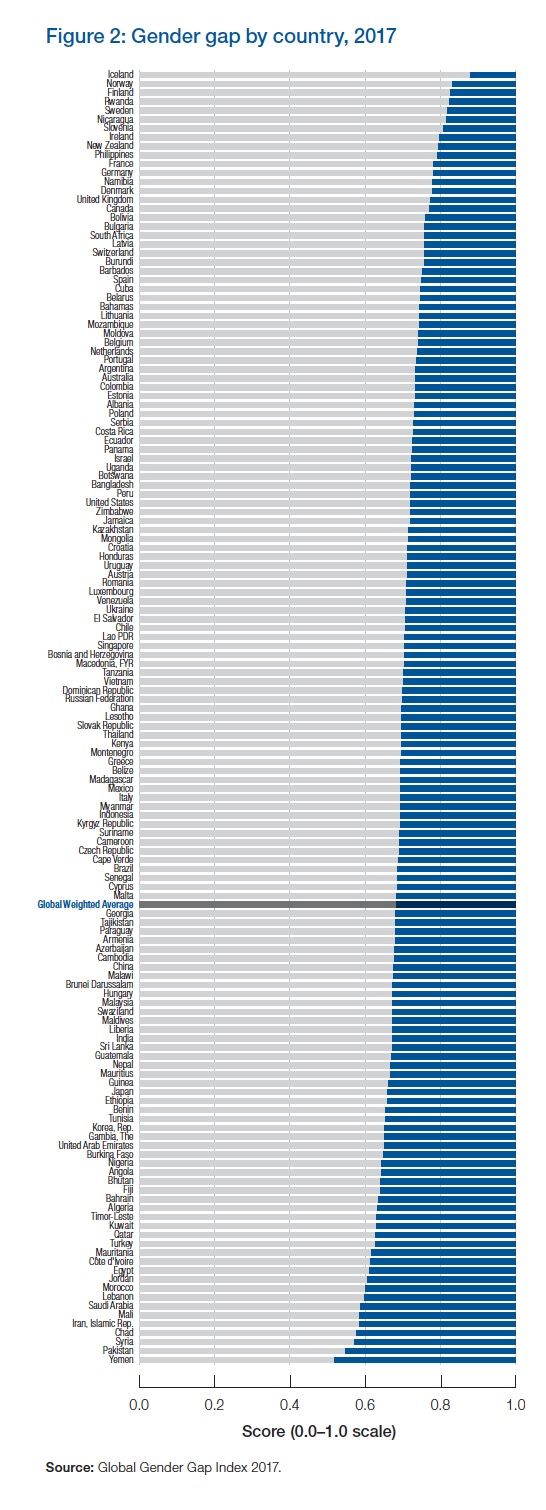 Figure 2: Gender gap by country, 2017
Iceland
Norway
Finland
Rwanda
Sweden
Nicaragua
Slovenia
Ireland
New Zealand
Philippines
France
Germany
Namibia
Denmark
United Kingdom
Canada
Bolivia
Bulgaria
South Africa
Latvia
Switzerland
Burundi
Barbados
Spain
Cuba
Belarus
Bahamas
Lithuania
Mozambique
Moldova
Belgium
Netherlands
Portugal
Argentina
Australia
Colombia
Estonia
Albania
Poland
Serbia
Costa Rica
Ecuador
Panama
Israel
Uganda
Botswana
Bangladesh
Peru
United States
Zimbabwe
Jamaica
Kazakhstan
Mongolia
Croatia
Honduras
Uruguay
Austria
Romania
Luxembourg
Venezuela
Ukraine
El Salvador
Chile
Lao PDR
Singapore
Bosnia and Herzegovina
Macedonia, FYR
Tanzania
Vietnam
Dominican Republic
Russian Federation
Ghana
Lesotho
Slovak Republic
Thailand
Kenya
Montenegro
Greece
Belize
Madagascar
Mexico
Italy
Myanmar
Indonesia
Kyrgyz Republic
Suriname
Cameroon
Czech Republic
Cape Verde
Brazil
Senegal
Cyprus
Malta
Global Weighted Average
Georgia
Tajikistan
Paraguay
Armenia
Azerbaijan
Cambodia
China
Malawi
Brunei Darussalam
Hungary
Malaysia
Swaziland
Maldives
Liberia
India
Sri Lanka
Guatemala
Nepal
Mauritius
Guinea
Japan
Ethiopia
Benin
Tunisia
Korea, Rep.
Gambia, The
United Arab Emirates
Burkina Faso
Nigeria
Angola
Bhutan
Fiji
Bahrain
Algeria
Timor-Leste
Kuwait
Qatar
Turkey
Mauritania
Côte d'Ivoire
Egypt
Jordan
Morocco
Lebanon
Saudi Arabia
Mali
Iran, Islamic Rep.
Chad
Syria
Pakistan
Yemen
0.0 0.2 0.4 0.6 0.8 1.0
Score (0.0–1.0 scale)
Source: Global Gender Gap Index 2017.